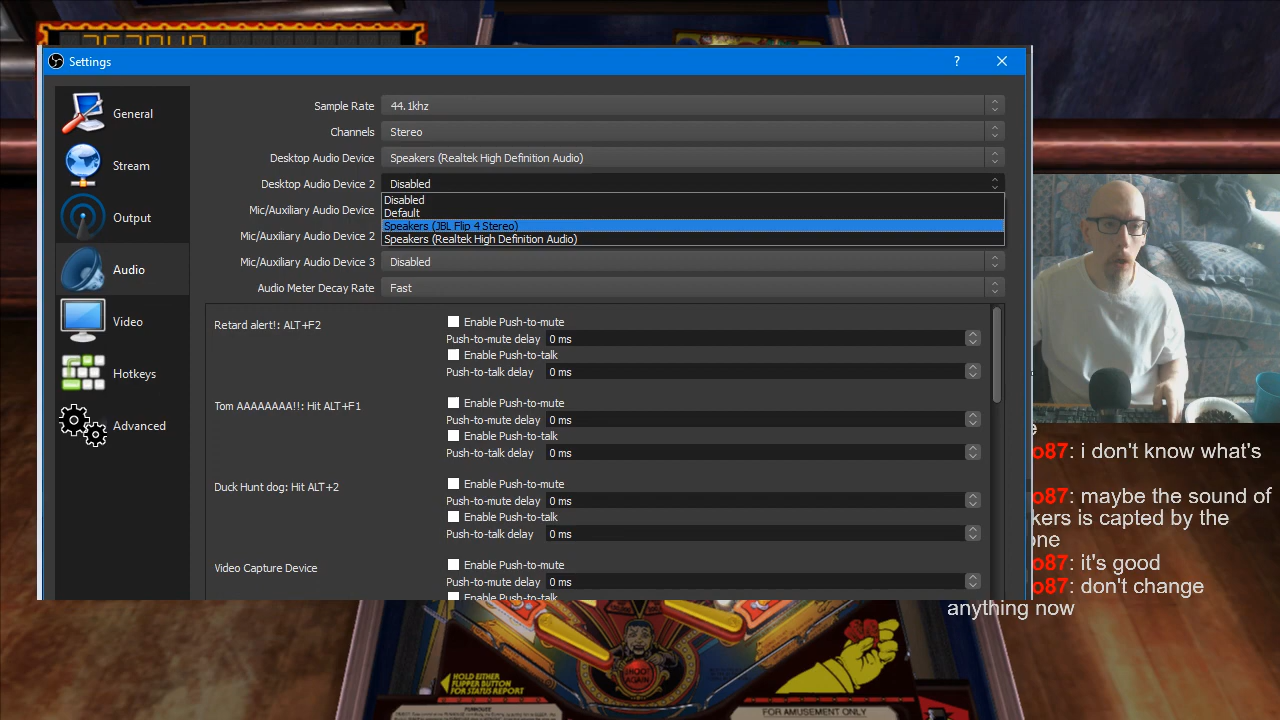 Settings
?
General
Stream
Output
Audio
Video
Hotkeys
Advanced
Sample Rate 44.1khz
Channels Stereo
Desktop Audio Device Speakers (Realtek High Definition Audio)
Desktop Audio Device 2 Disabled
Disabled
Default
Speakers (JBL Flip 4 Stereo)
Speakers (Realtek High Definition Audio)
Mic/Auxiliary Audio Device
Mic/Auxiliary Audio Device 2
Mic/Auxiliary Audio Device 3 Disabled
Audio Meter Decay Rate Fast
Retard alert!: ALT+F2
Enable Push-to-mute
Push-to-mute delay 0 ms
Enable Push-to-talk
Push-to-talk delay 0 ms
Tom AAAAAAAA!!: Hit ALT+F1
Enable Push-to-mute
Push-to-mute delay 0 ms
Enable Push-to-talk
Push-to-talk delay 0 ms
Duck Hunt dog: Hit ALT+2
Enable Push-to-mute
Push-to-mute delay 0 ms
Enable Push-to-talk
Push-to-talk delay 0 ms
Video Capture Device
Enable Push-to-mute
Push-to-mute delay 0 ms
Enable Push-to-talk
o87: i don't know what's
o87: maybe the sound of
kers is capted by the
one
o87: it's good
o87: don't change
anything now
HOLD EITHER
FLIPPER BUTTON
FOR STATUS REPORT
SHOOT
AGAIN
FOR AMUSEMENT ONLY